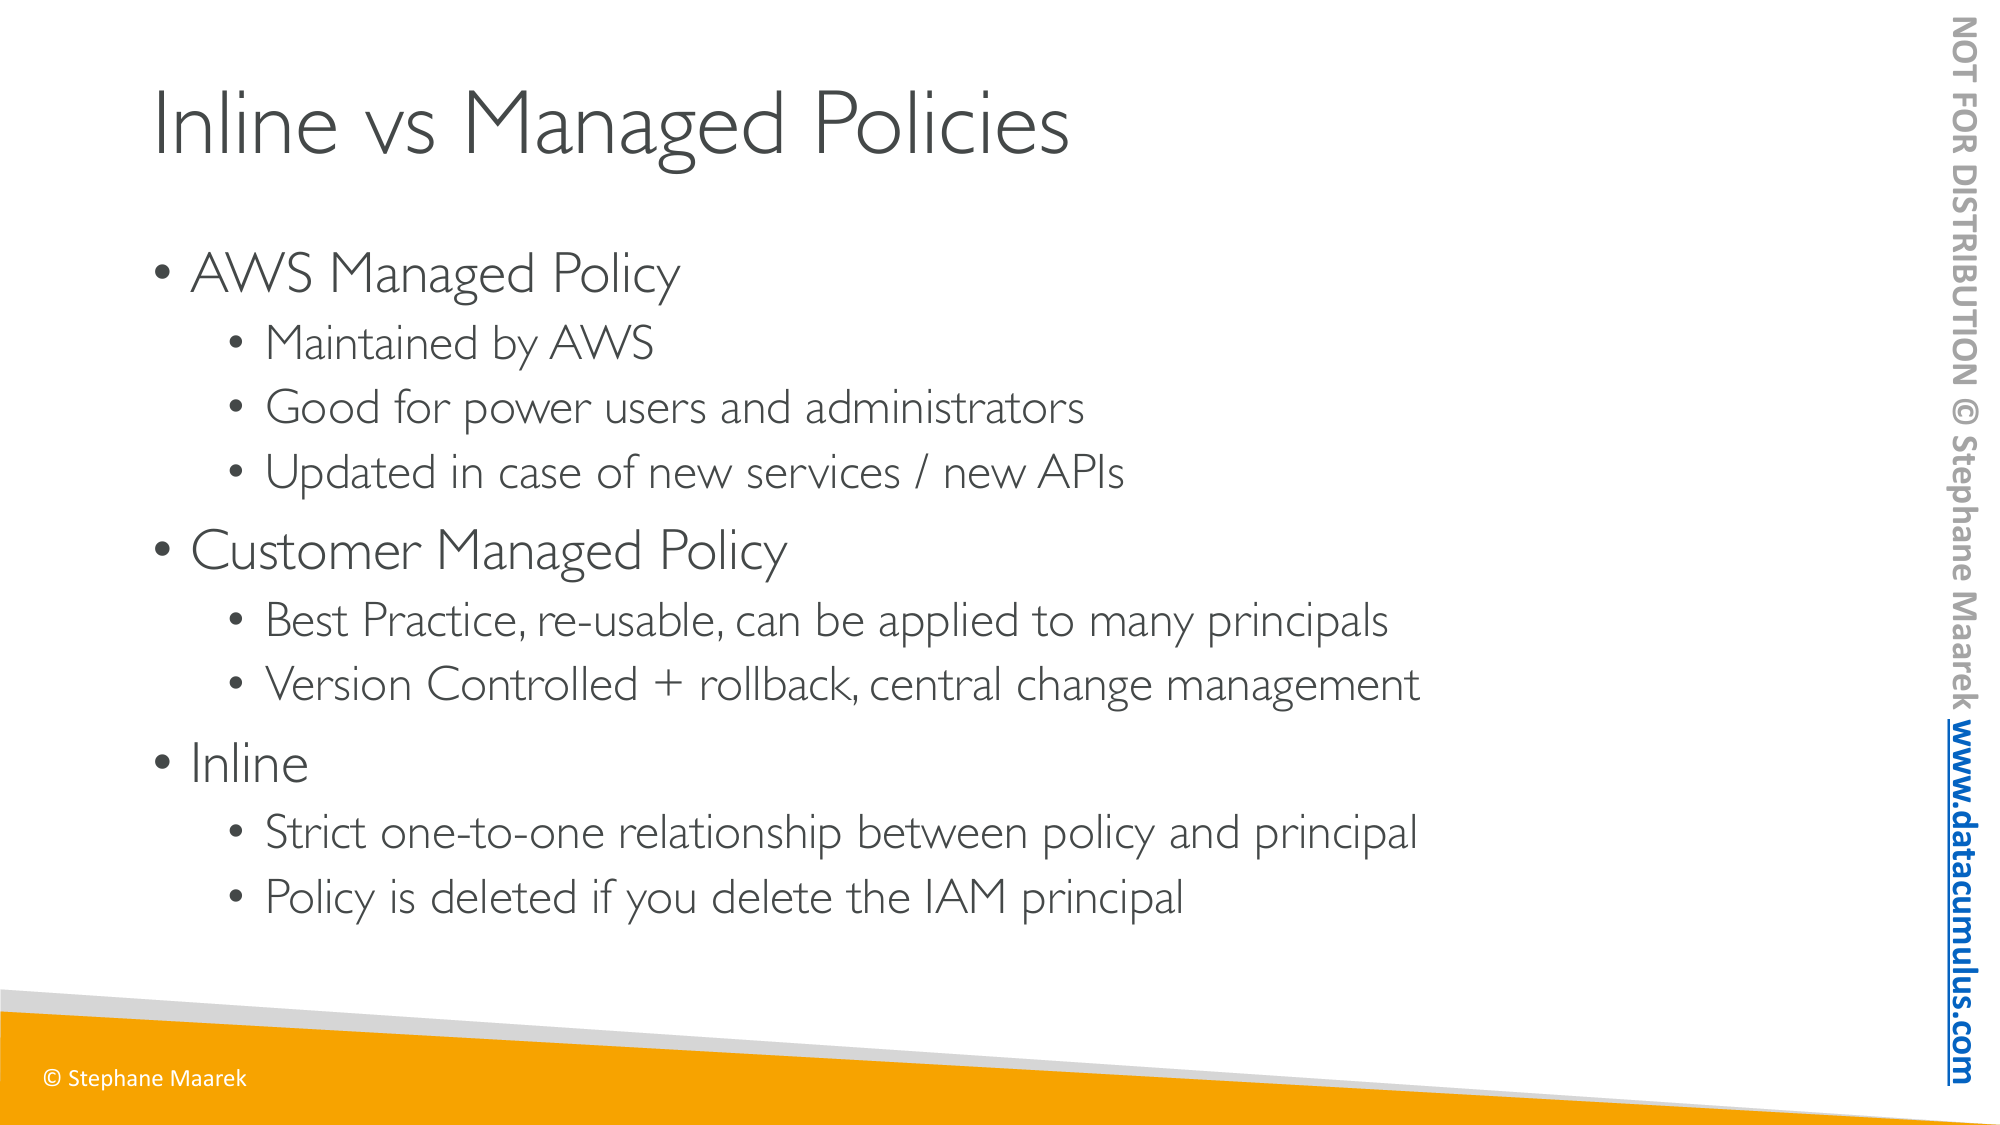 Inline vs Managed Policies
• AWS Managed Policy
• Maintained by AWS
• Good for power users and administrators
• Updated in case of new services / new APIs
• Customer Managed Policy
• Best Practice, re-usable, can be applied to many principals
• Version Controlled + rollback, central change management
• Inline
• Strict one-to-one relationship between policy and principal
• Policy is deleted if you delete the IAM principal
© Stephane Maarek
NOT FOR DISTRIBUTION © Stephane Maarek www.datacumulus.com